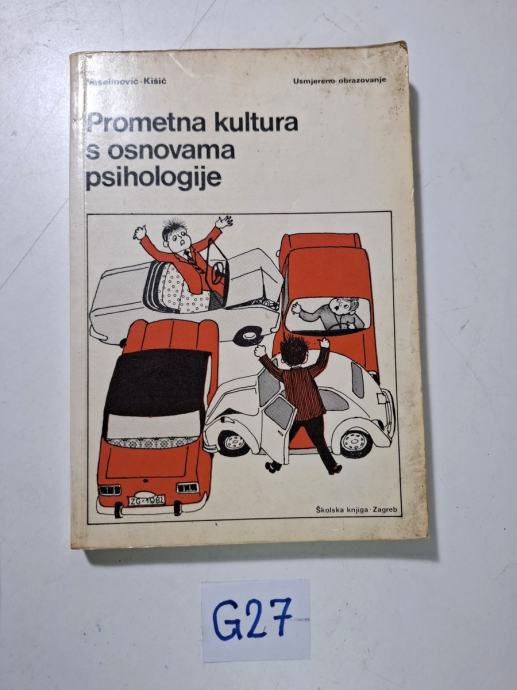 Kišić
Usmjereno obrazovanje
Prometna kultura
s osnovama
psihologije
Školska knjiga · Zagreb
G27